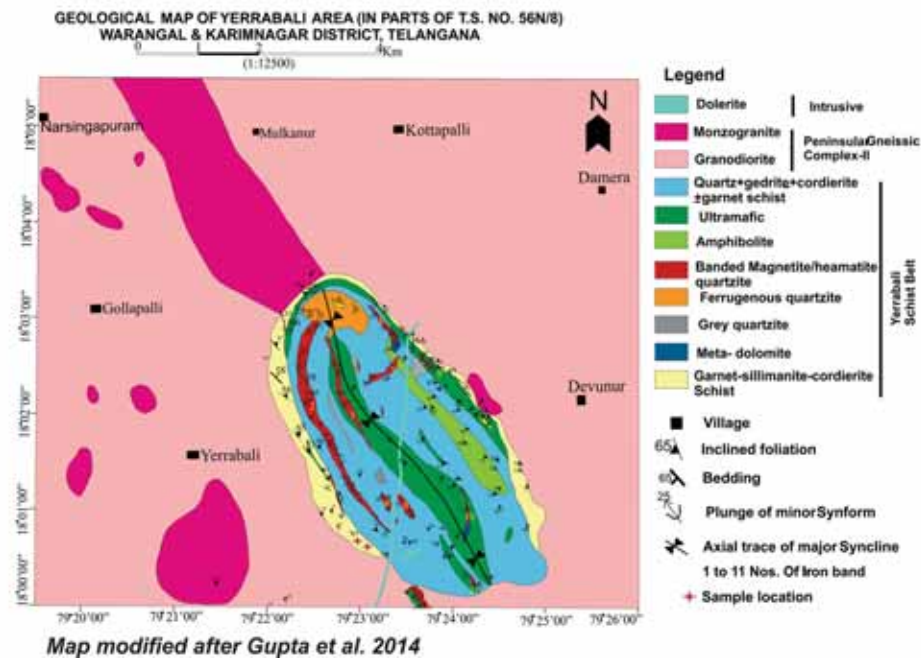 GEOLOGICAL MAP OF YERRABALI AREA (IN PARTS OF T.S. NO. 56N/8)
WARANGAL & KARIMNAGAR DISTRICT, TELANGANA
0 2 4 Km
(1:12500)
N
18°05'00"
18°04'00"
18°03'00"
18°02'00"
18°01'00"
18°00'00"
Narsingapuram
Mulkanur
Kottapalli
Damera
Gollapalli
Devunur
Yerrabali
79°20'00" 79°21'00" 79°22'00" 79°23'00" 79°24'00" 79°25'00" 79°26'00"
Legend
Dolerite
Intrusive
Monzogranite
Granodiorite
Peninsular Gneissic
Complex-II
Quartz+gedrite+cordierite
±garnet schist
Ultramafic
Amphibolite
Banded Magnetite/heamatite
quartzite
Ferrugenous quartzite
Grey quartzite
Meta- dolomite
Garnet-sillimanite-cordierite
Schist
Yerrabali
Schist Belt
Village
65 Inclined foliation
65 Bedding
25 Plunge of minor Synform
Axial trace of major Syncline
1 to 11 Nos. Of Iron band
Sample location
Map modified after Gupta et al. 2014